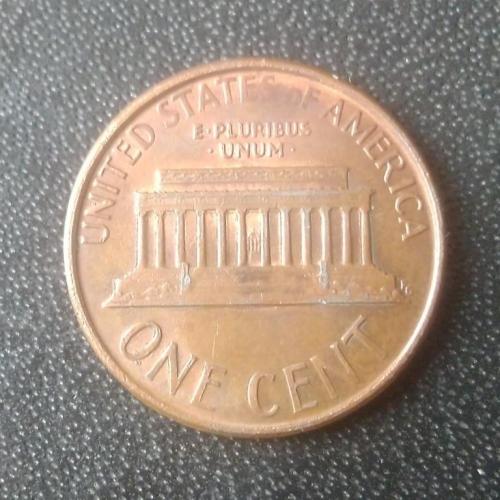 UNITED STATES OF AMERICA
E·PLURIBUS
·UNUM·
ONE CENT